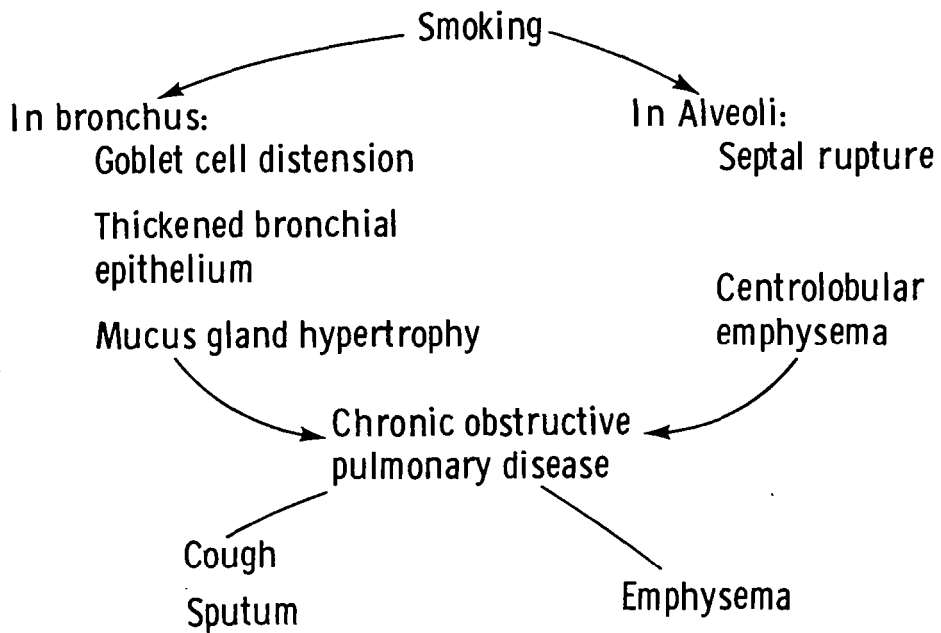 Smoking
In bronchus:
Goblet cell distension
Thickened bronchial
epithelium
Mucus gland hypertrophy
In Alveoli:
Septal rupture
Centrolobular
emphysema
Chronic obstructive
pulmonary disease
Cough
Sputum
Emphysema